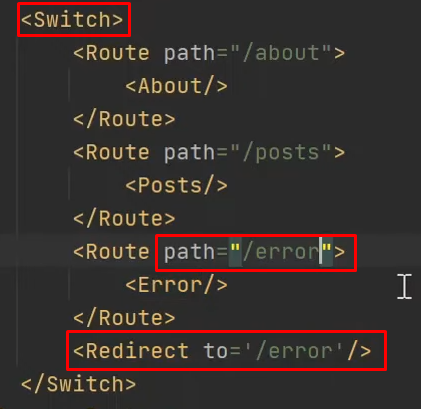 <Switch>
<Route path="/about">
<About/>
</Route>
<Route path="/posts">
<Posts/>
</Route>
<Route path="/error">
<Error/>
</Route>
<Redirect to='/error'/>
</Switch>